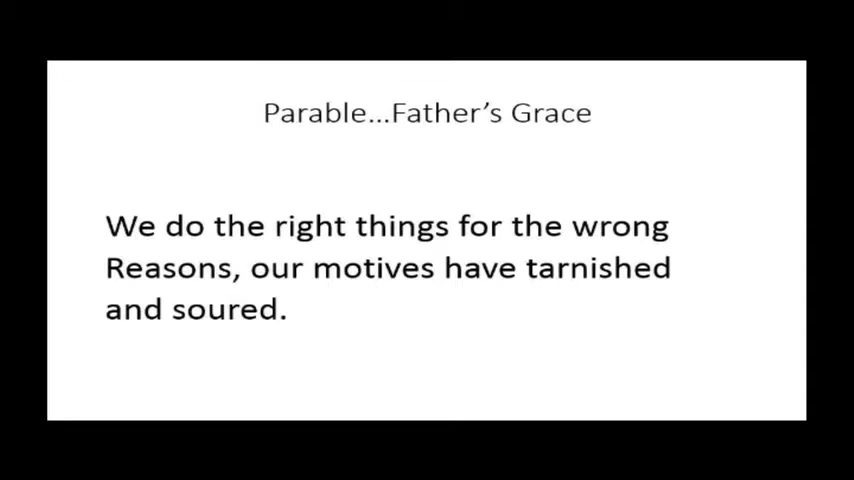 Parable...Father’s Grace
We do the right things for the wrong
Reasons, our motives have tarnished
and soured.